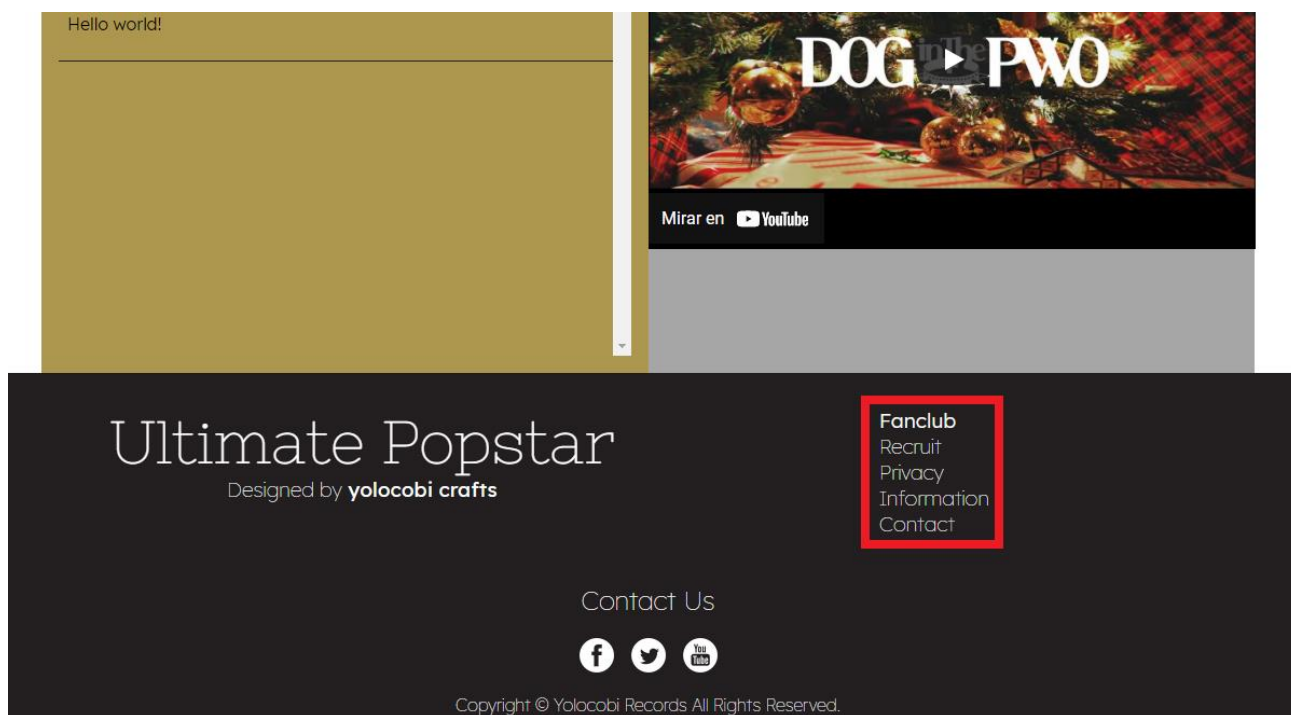 Hello world!
DOG inThe PWO
Mirar en YouTube
Ultimate Popstar
Designed by yolocobi crafts
Fanclub
Recruit
Privacy
Information
Contact
Contact Us
You Tube
Copyright © Yolocobi Records All Rights Reserved.